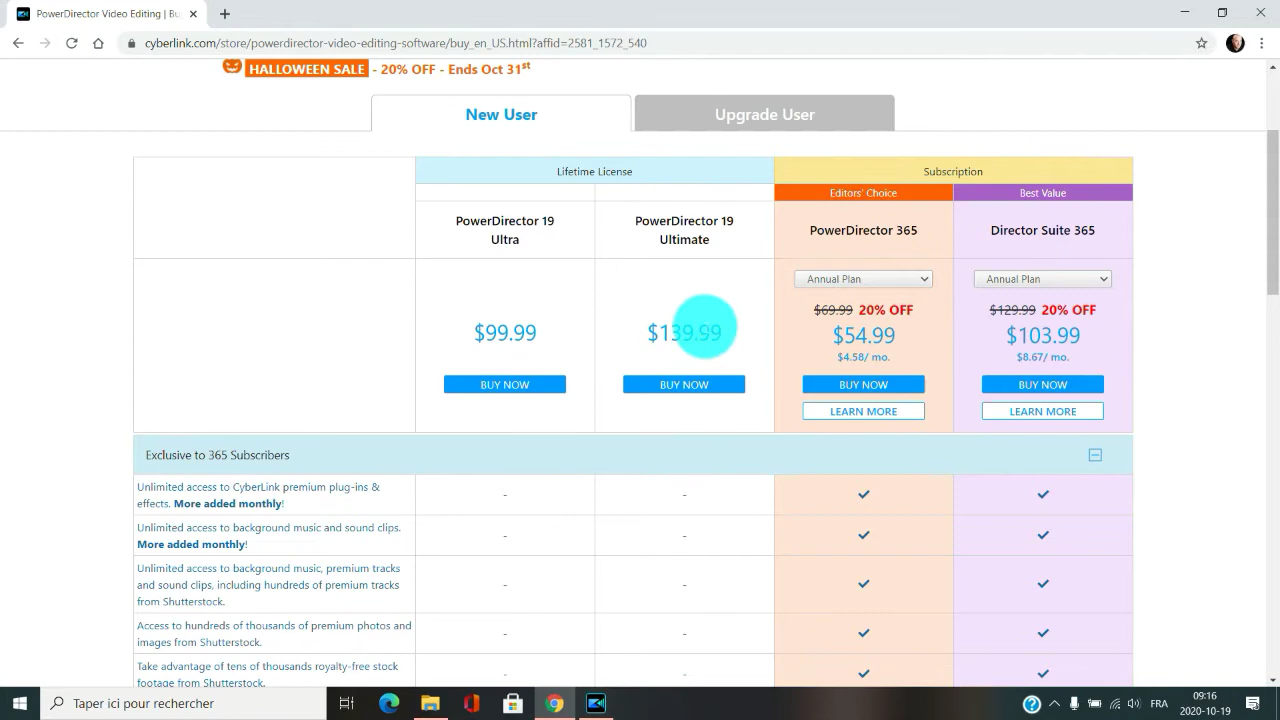 PowerDirector Video Editing | Bu
cyberlink.com/store/powerdirector-video-editing-software/buy_en_US.html?affid=2581_1572_540
HALLOWEEN SALE - 20% OFF - Ends Oct 31st
New User
Upgrade User
Lifetime License
Subscription
Editors' Choice
Best Value
PowerDirector 19
Ultra
PowerDirector 19
Ultimate
PowerDirector 365
Director Suite 365
Annual Plan
Annual Plan
$69.99 20% OFF
$129.99 20% OFF
$99.99
$139.99
$54.99
$103.99
$4.58/ mo.
$8.67/ mo.
BUY NOW
BUY NOW
BUY NOW
BUY NOW
LEARN MORE
LEARN MORE
Exclusive to 365 Subscribers
Unlimited access to CyberLink premium plug-ins &
effects. More added monthly!
- -
Unlimited access to background music and sound clips.
More added monthly!
- -
Unlimited access to background music, premium tracks
and sound clips, including hundreds of premium tracks
from Shutterstock.
- -
Access to hundreds of thousands of premium photos and
images from Shutterstock.
- -
Take advantage of tens of thousands royalty-free stock
footage from Shutterstock.
- -
Taper ici pour rechercher
FRA
09:16
2020-10-19